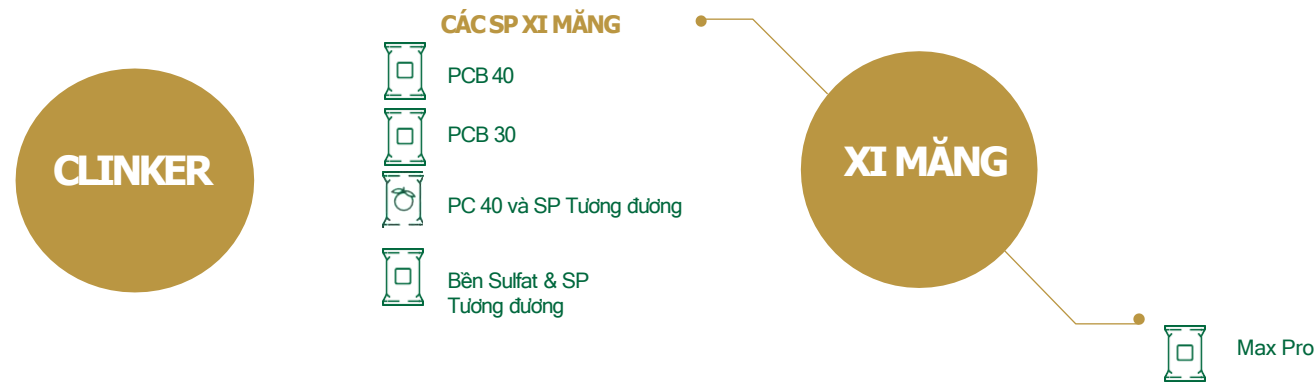 CÁC SP XI MĂNG
PCB 40
PCB 30
CLINKER
XI MĂNG
PC 40 và SP Tương đương
Bền Sulfat & SP
Tương đương
Max Pro